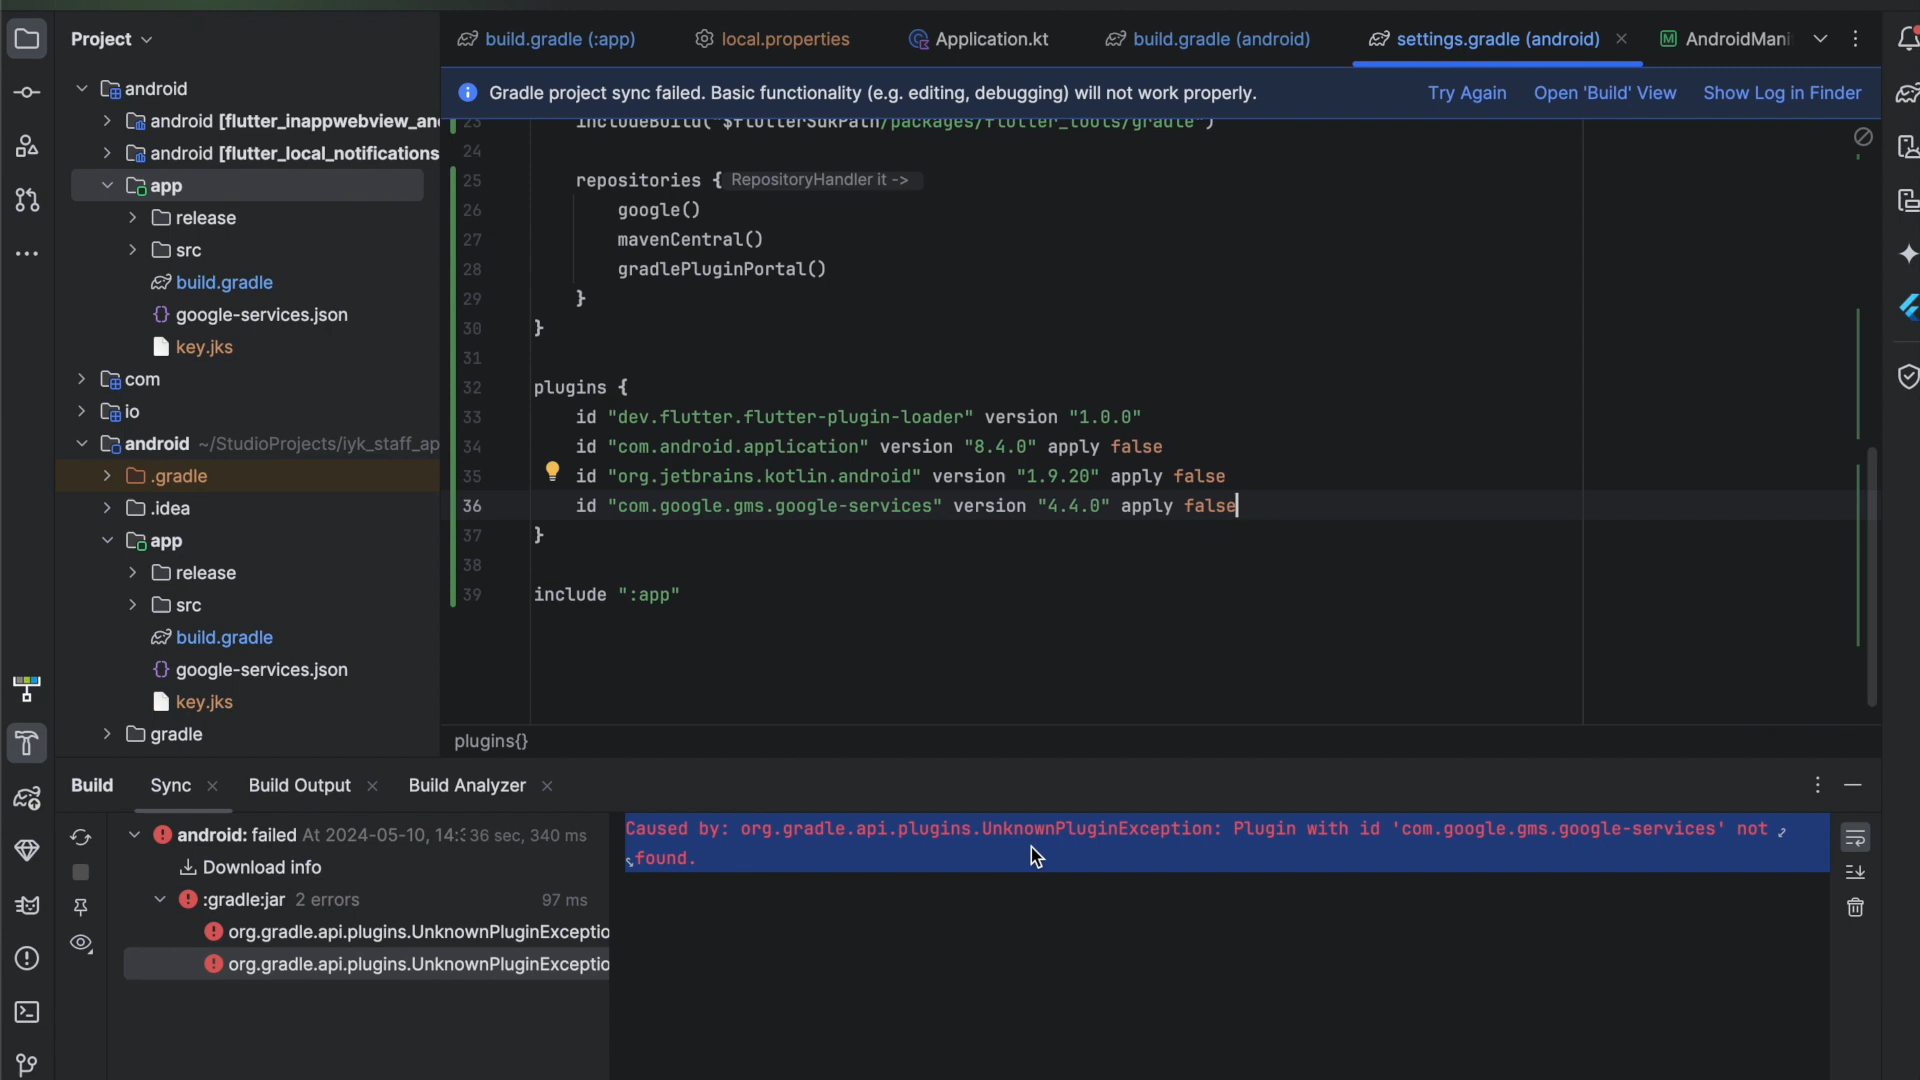 Project
build.gradle (:app)
local.properties
Application.kt
build.gradle (android)
settings.gradle (android)
AndroidMani
Gradle project sync failed. Basic functionality (e.g. editing, debugging) will not work properly.
Try Again
Open 'Build' View
Show Log in Finder
android
android [flutter_inappwebview_an
android [flutter_local_notifications
app
release
src
build.gradle
google-services.json
key.jks
com
io
android ~/StudioProjects/iyk_staff_ap
.gradle
.idea
app
release
src
build.gradle
google-services.json
key.jks
gradle
23 includeBuild("$flutterSdkPath/packages/flutter_tools/gradle")
24
25 repositories { RepositoryHandler it ->
26 google()
27 mavenCentral()
28 gradlePluginPortal()
29 }
30 }
31
32 plugins {
33 id "dev.flutter.flutter-plugin-loader" version "1.0.0"
34 id "com.android.application" version "8.4.0" apply false
35 id "org.jetbrains.kotlin.android" version "1.9.20" apply false
36 id "com.google.gms.google-services" version "4.4.0" apply false
37 }
38
39 include ":app"
plugins{}
Build
Sync
Build Output
Build Analyzer
android: failed At 2024-05-10, 14:3 36 sec, 340 ms
Download info
:gradle:jar 2 errors 97 ms
org.gradle.api.plugins.UnknownPluginExceptio
org.gradle.api.plugins.UnknownPluginExceptio
Caused by: org.gradle.api.plugins.UnknownPluginException: Plugin with id 'com.google.gms.google-services' not
found.